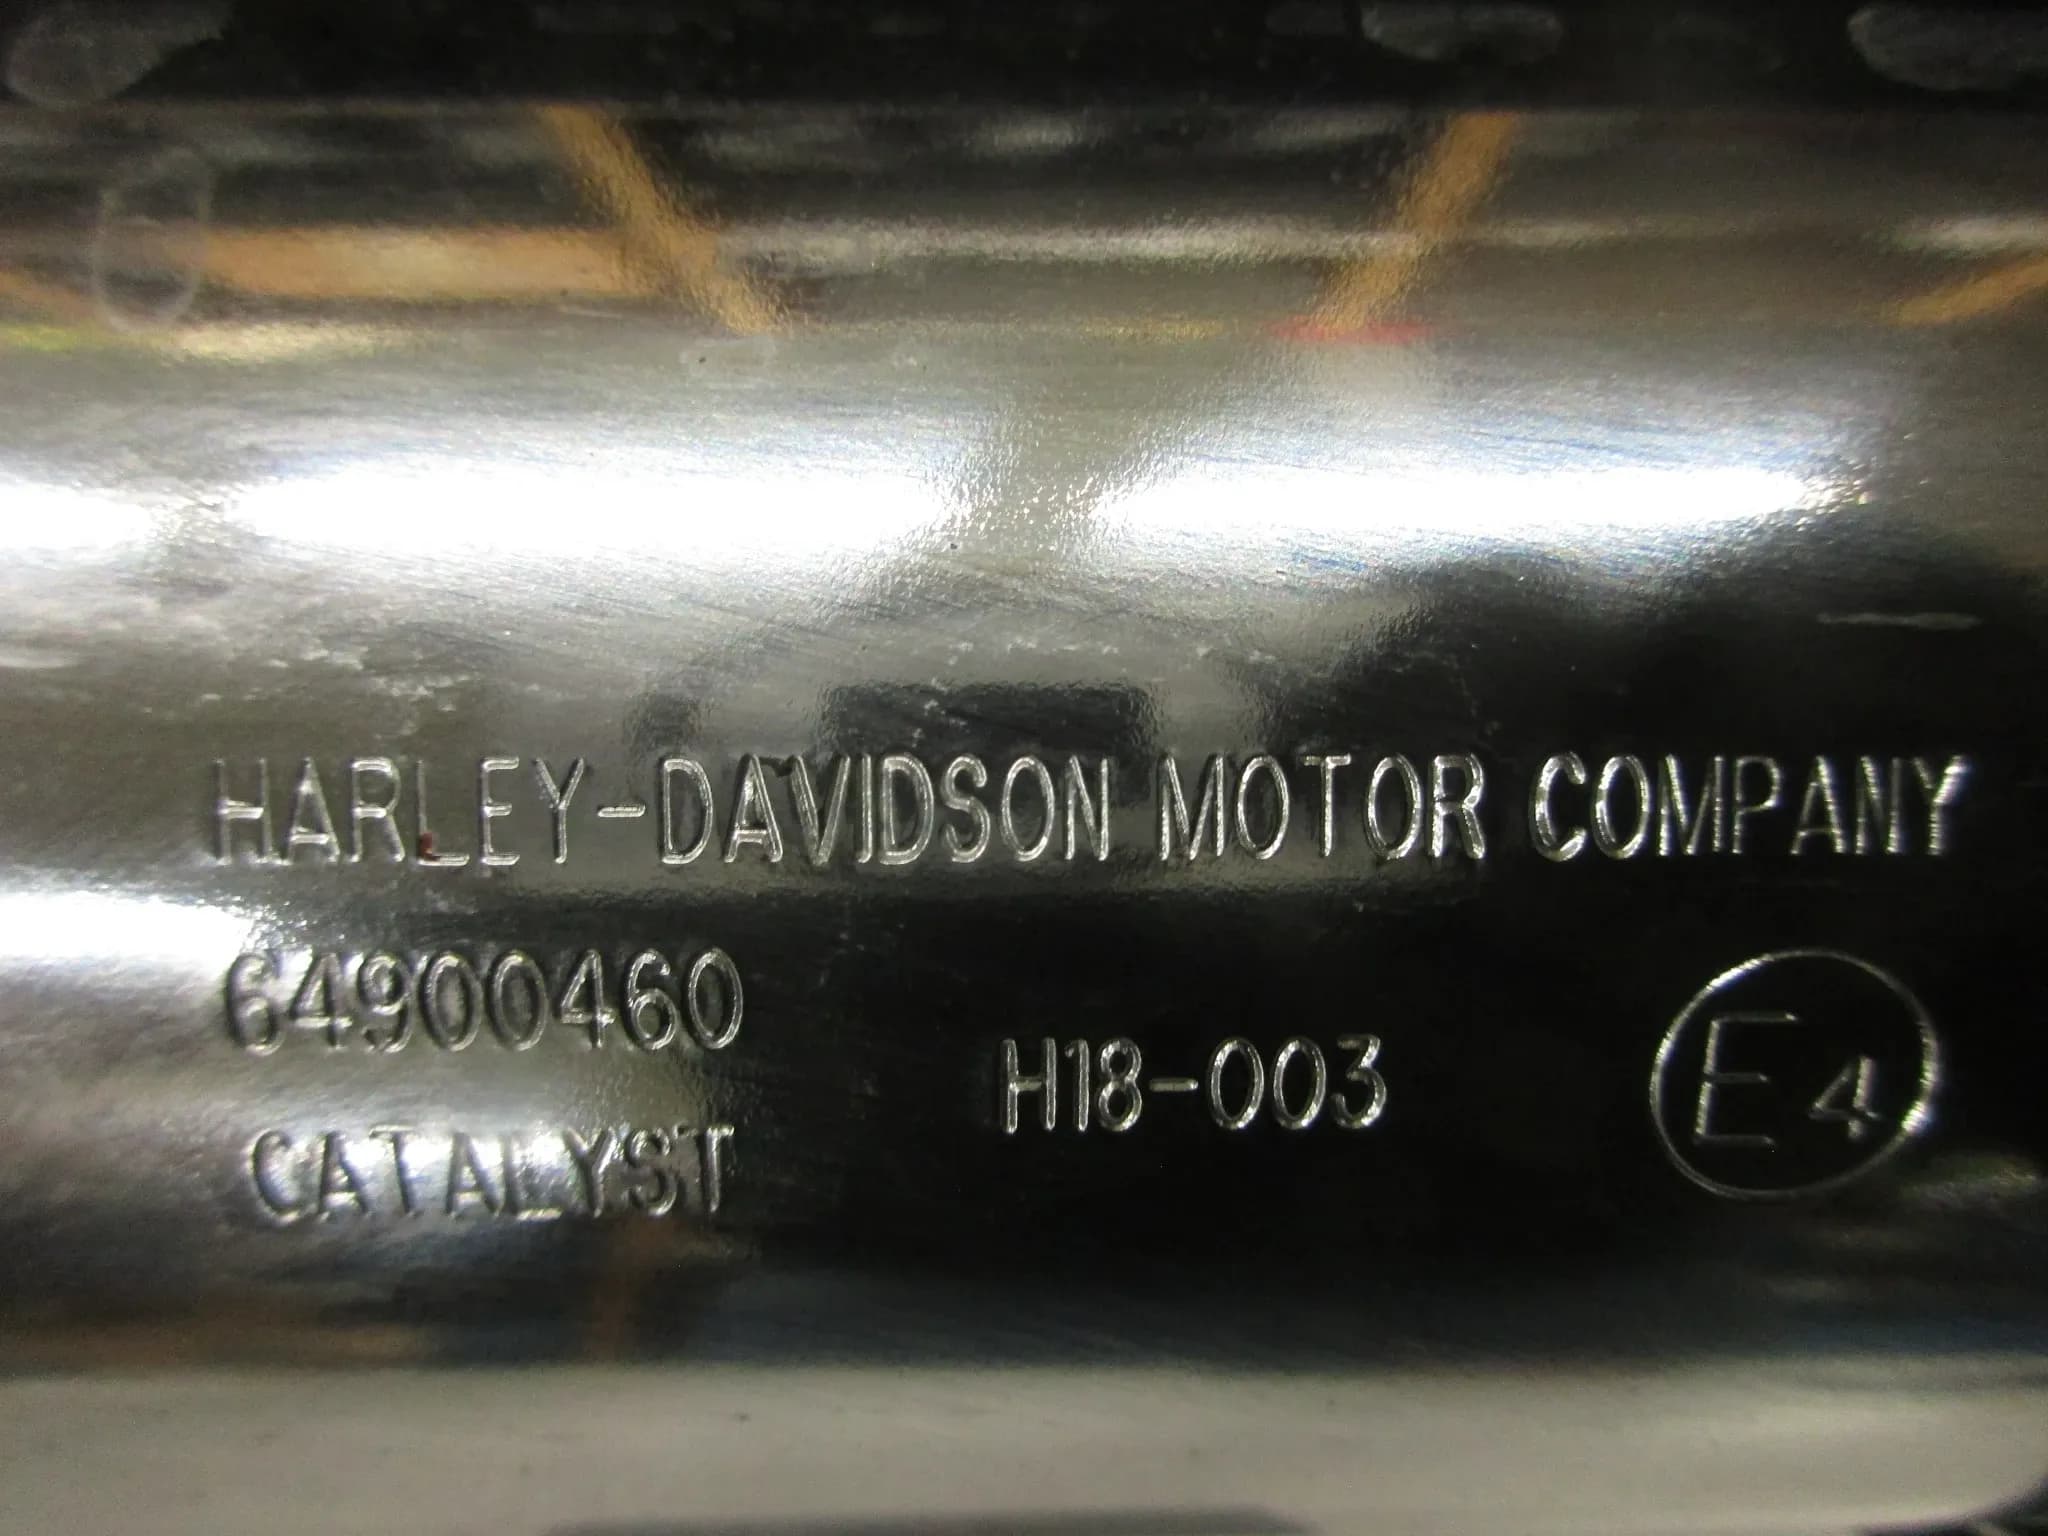 HARLEY-DAVIDSON MOTOR COMPANY
64900460
H18-003
E4
CATALYST